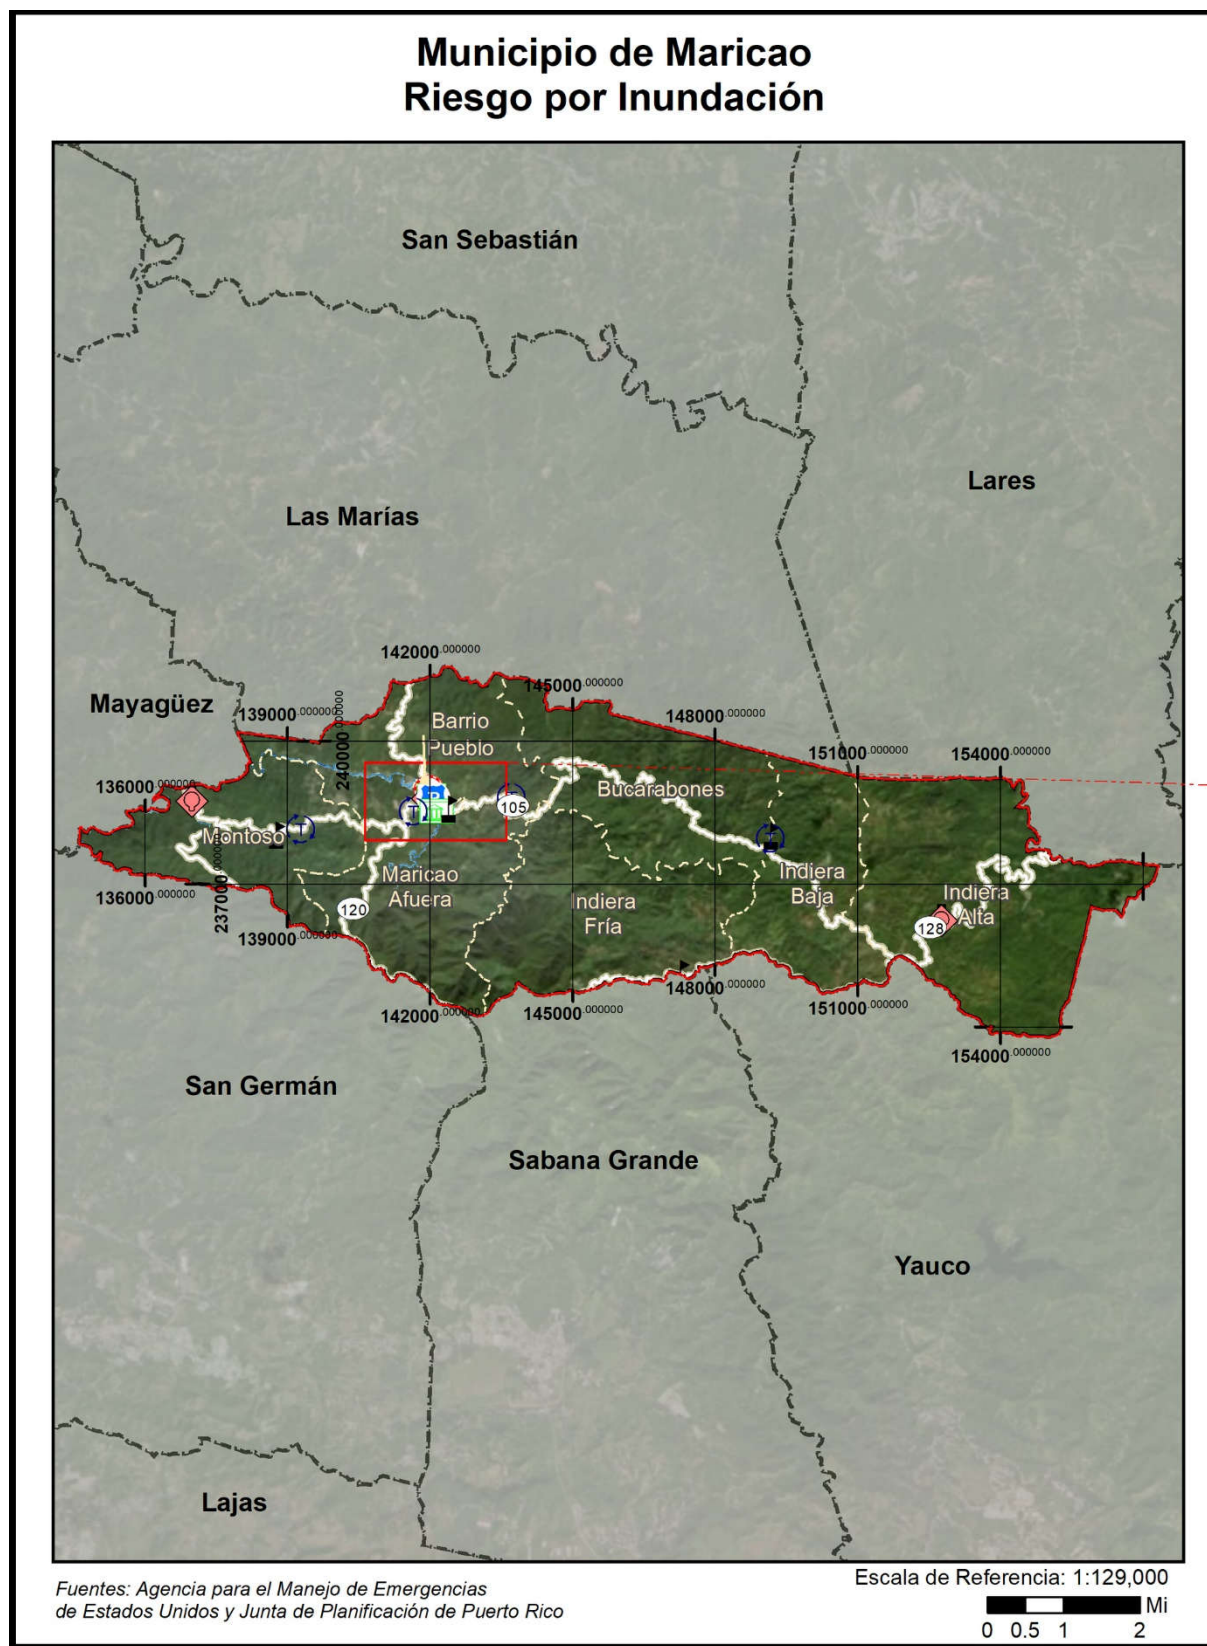 Municipio de Maricao
Riesgo por Inundación
San Sebastián
Lares
Las Marías
Mayagüez
142000.000000
145000.000000
139000.000000
148000.000000
240000.000000
151000.000000
154000.000000
136000.000000
Barrio
Pueblo
Bucarabones
105
T
T
Montoso
Maricao
Afuera
Indiera
Baja
Indiera
Fría
Indiera
Alta
120
128
136000.000000
237000.000000
139000.000000
142000.000000
145000.000000
148000.000000
151000.000000
154000.000000
San Germán
Sabana Grande
Yauco
Lajas
Fuentes: Agencia para el Manejo de Emergencias
de Estados Unidos y Junta de Planificación de Puerto Rico
Escala de Referencia: 1:129,000
Mi
0 0.5 1 2